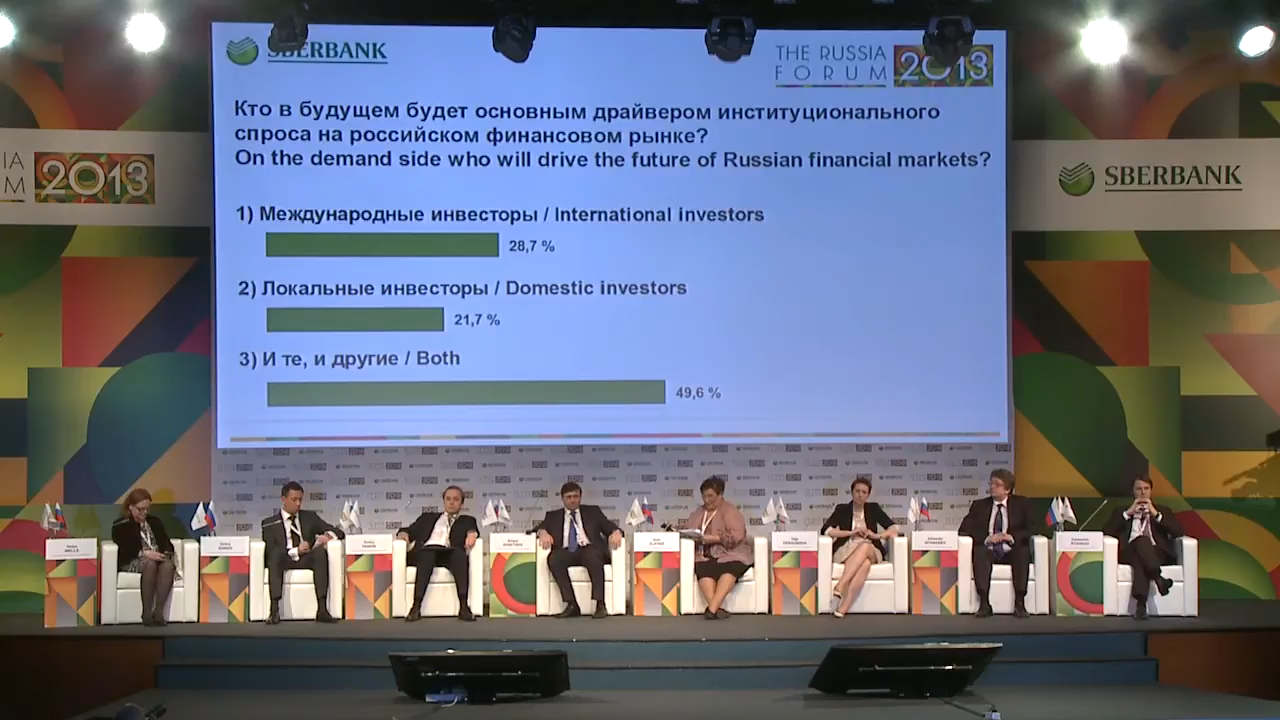 SBERBANK
THE RUSSIA
FORUM 2013
Кто в будущем будет основным драйвером институционального
спроса на российском финансовом рынке?
On the demand side who will drive the future of Russian financial markets?
1) Международные инвесторы / International investors
28,7 %
2) Локальные инвесторы / Domestic investors
21,7 %
3) И те, и другие / Both
49,6 %
IA
M 2013
SBERBANK
WELLS